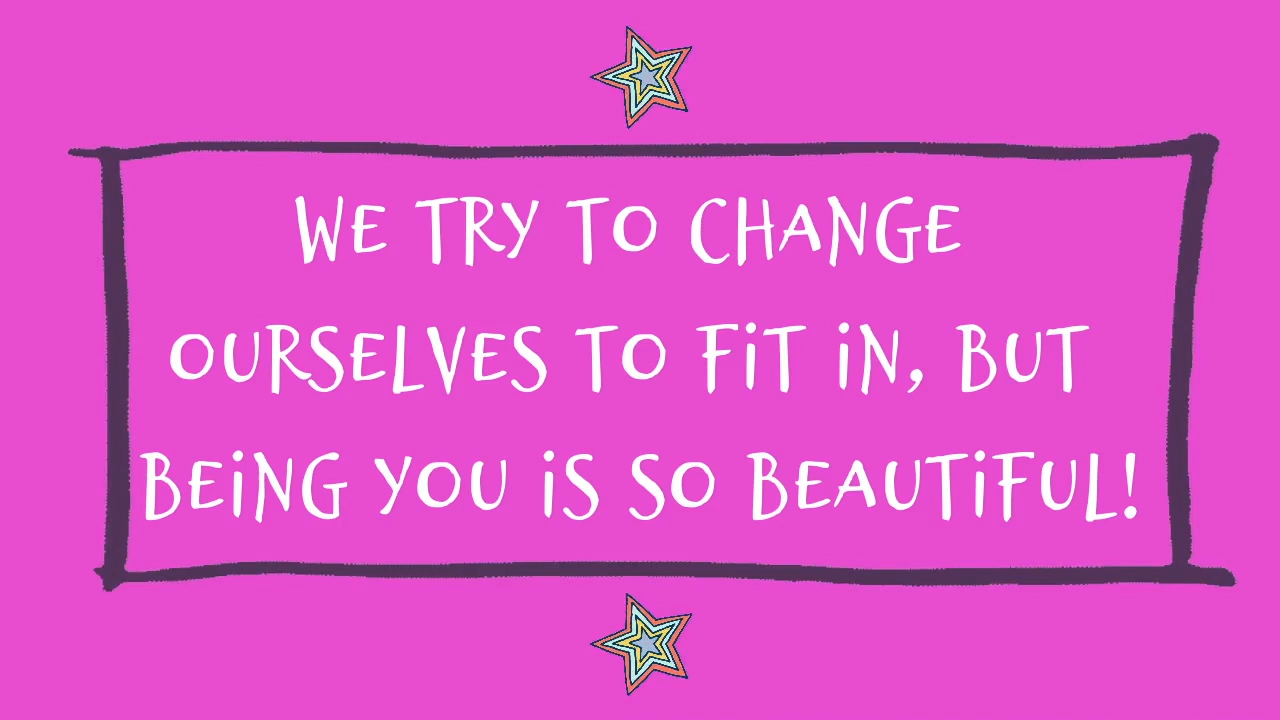 WE TRY TO CHANGE
OURSELVES TO FiT iN, BUT
BEiNG YOU iS SO BEAUTiFUL!